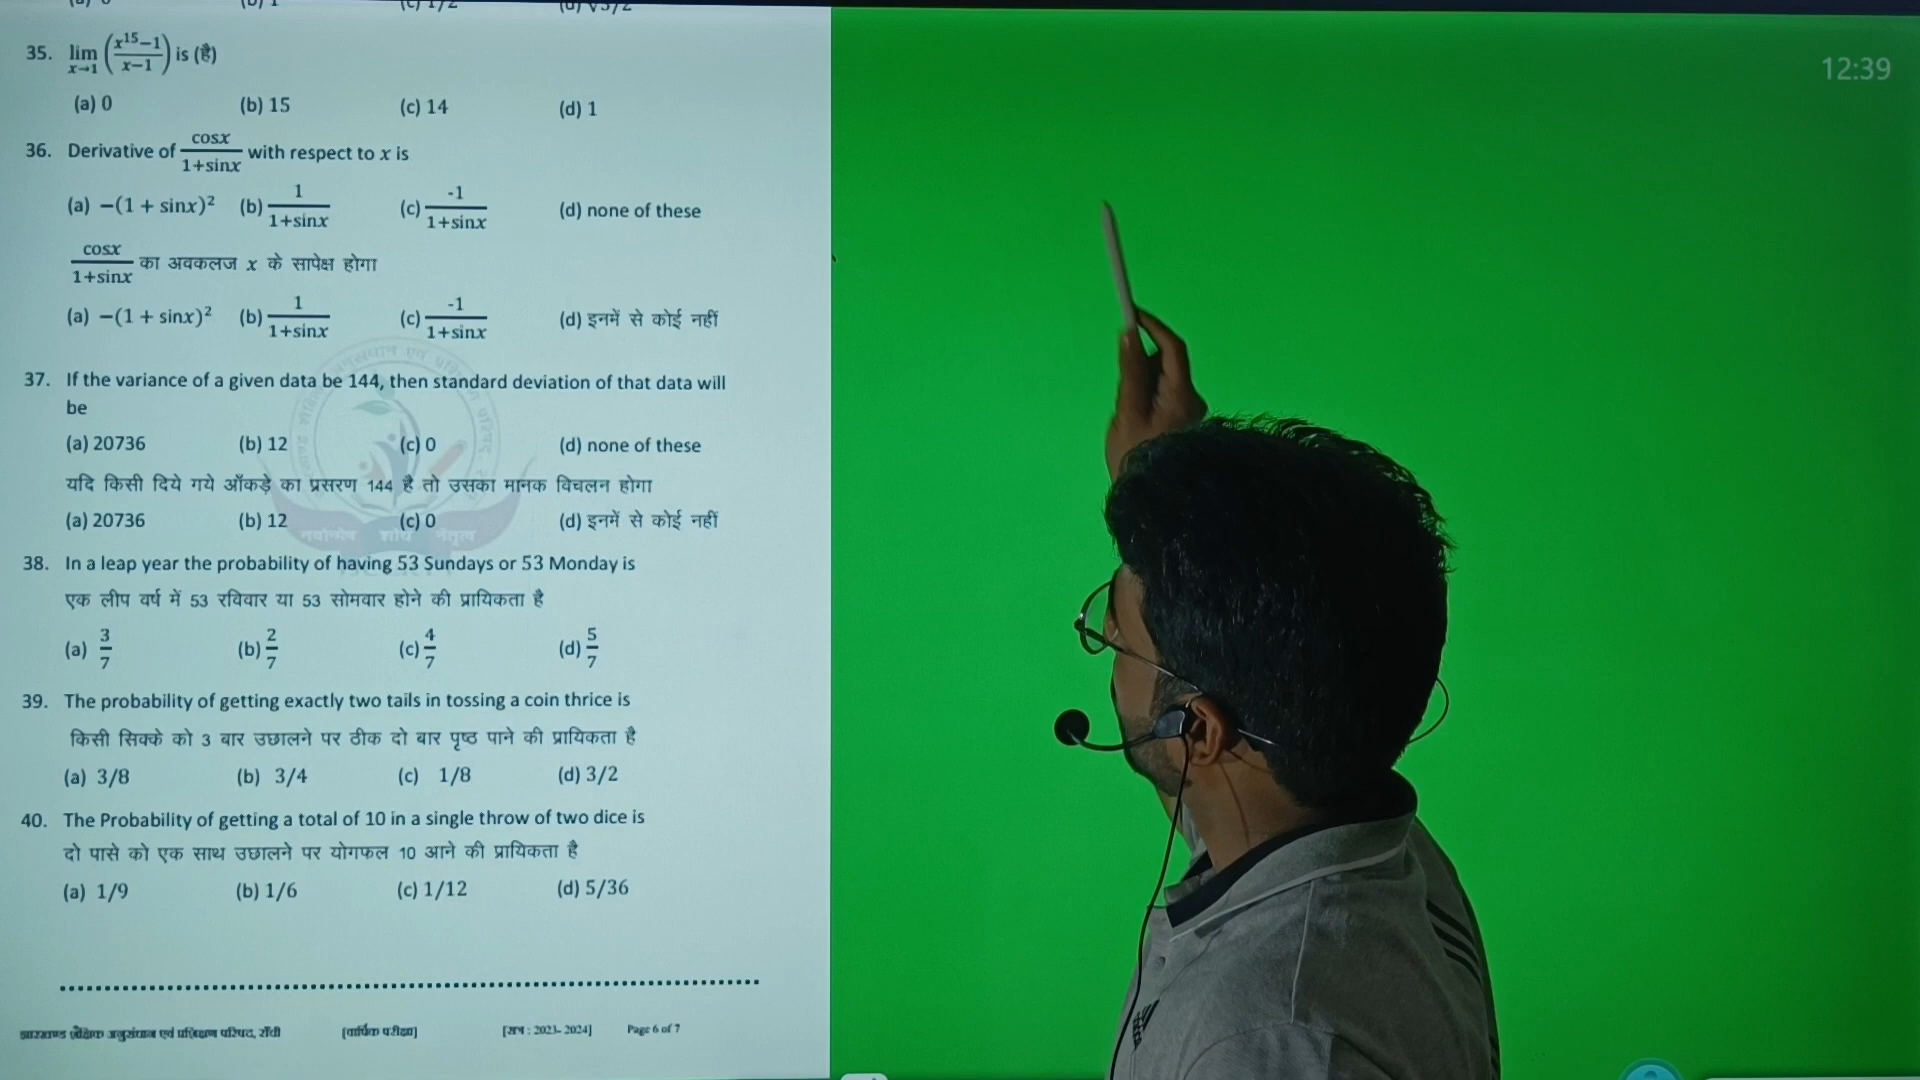 35. lim x→1 (x¹⁵−1 / x−1) is (है)
(a) 0 (b) 15 (c) 14 (d) 1
36. Derivative of cosx / 1+sinx with respect to x is
(a) −(1 + sinx)² (b) 1 / 1+sinx (c) -1 / 1+sinx (d) none of these
cosx / 1+sinx का अवकलज x के सापेक्ष होगा
(a) −(1 + sinx)² (b) 1 / 1+sinx (c) -1 / 1+sinx (d) इनमें से कोई नहीं
37. If the variance of a given data be 144, then standard deviation of that data will
be
(a) 20736 (b) 12 (c) 0 (d) none of these
यदि किसी दिये गये आँकड़े का प्रसरण 144 है तो उसका मानक विचलन होगा
(a) 20736 (b) 12 (c) 0 (d) इनमें से कोई नहीं
38. In a leap year the probability of having 53 Sundays or 53 Monday is
एक लीप वर्ष में 53 रविवार या 53 सोमवार होने की प्रायिकता है
(a) 3/7 (b) 2/7 (c) 4/7 (d) 5/7
39. The probability of getting exactly two tails in tossing a coin thrice is
किसी सिक्के को 3 बार उछालने पर ठीक दो बार पृष्ठ पाने की प्रायिकता है
(a) 3/8 (b) 3/4 (c) 1/8 (d) 3/2
40. The Probability of getting a total of 10 in a single throw of two dice is
दो पासे को एक साथ उछालने पर योगफल 10 आने की प्रायिकता है
(a) 1/9 (b) 1/6 (c) 1/12 (d) 5/36
झारखण्ड शैक्षिक अनुसंधान एवं प्रशिक्षण परिषद, राँची [वार्षिक परीक्षा] [सत्र : 2023- 2024] Page 6 of 7
12:39